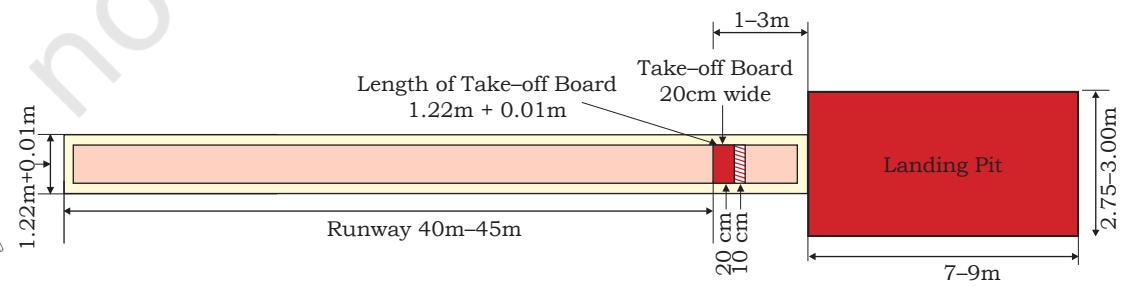 no
1–3m
Length of Take–off Board
1.22m + 0.01m
Take–off Board
20cm wide
1.22m+0.01m
Landing Pit
2.75–3.00m
Runway 40m–45m
20 cm
10 cm
7–9m